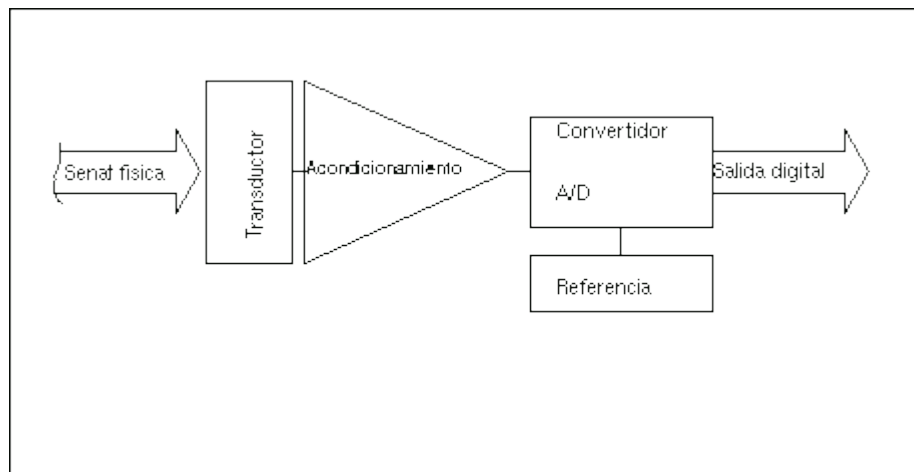 Senal fisica
Transductor
Acondicionamiento
Convertidor
A/D
Salida digital
Referencia